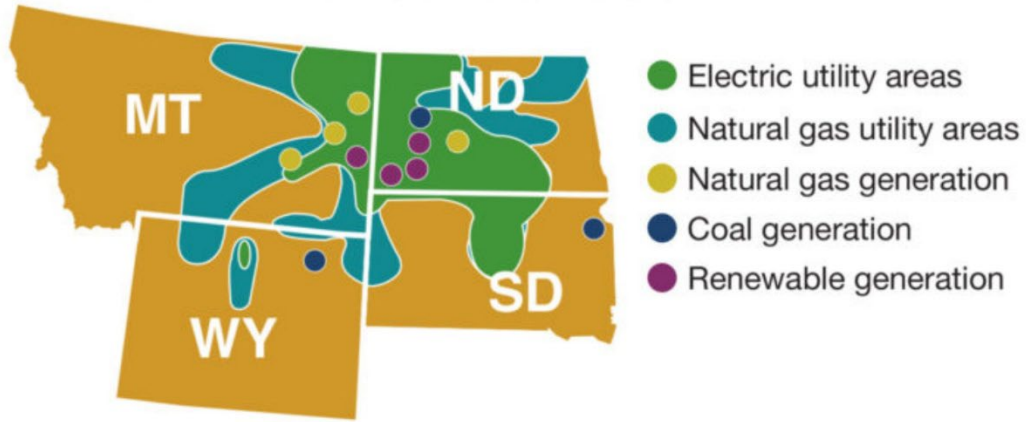 MT
ND
SD
WY
Electric utility areas
Natural gas utility areas
Natural gas generation
Coal generation
Renewable generation